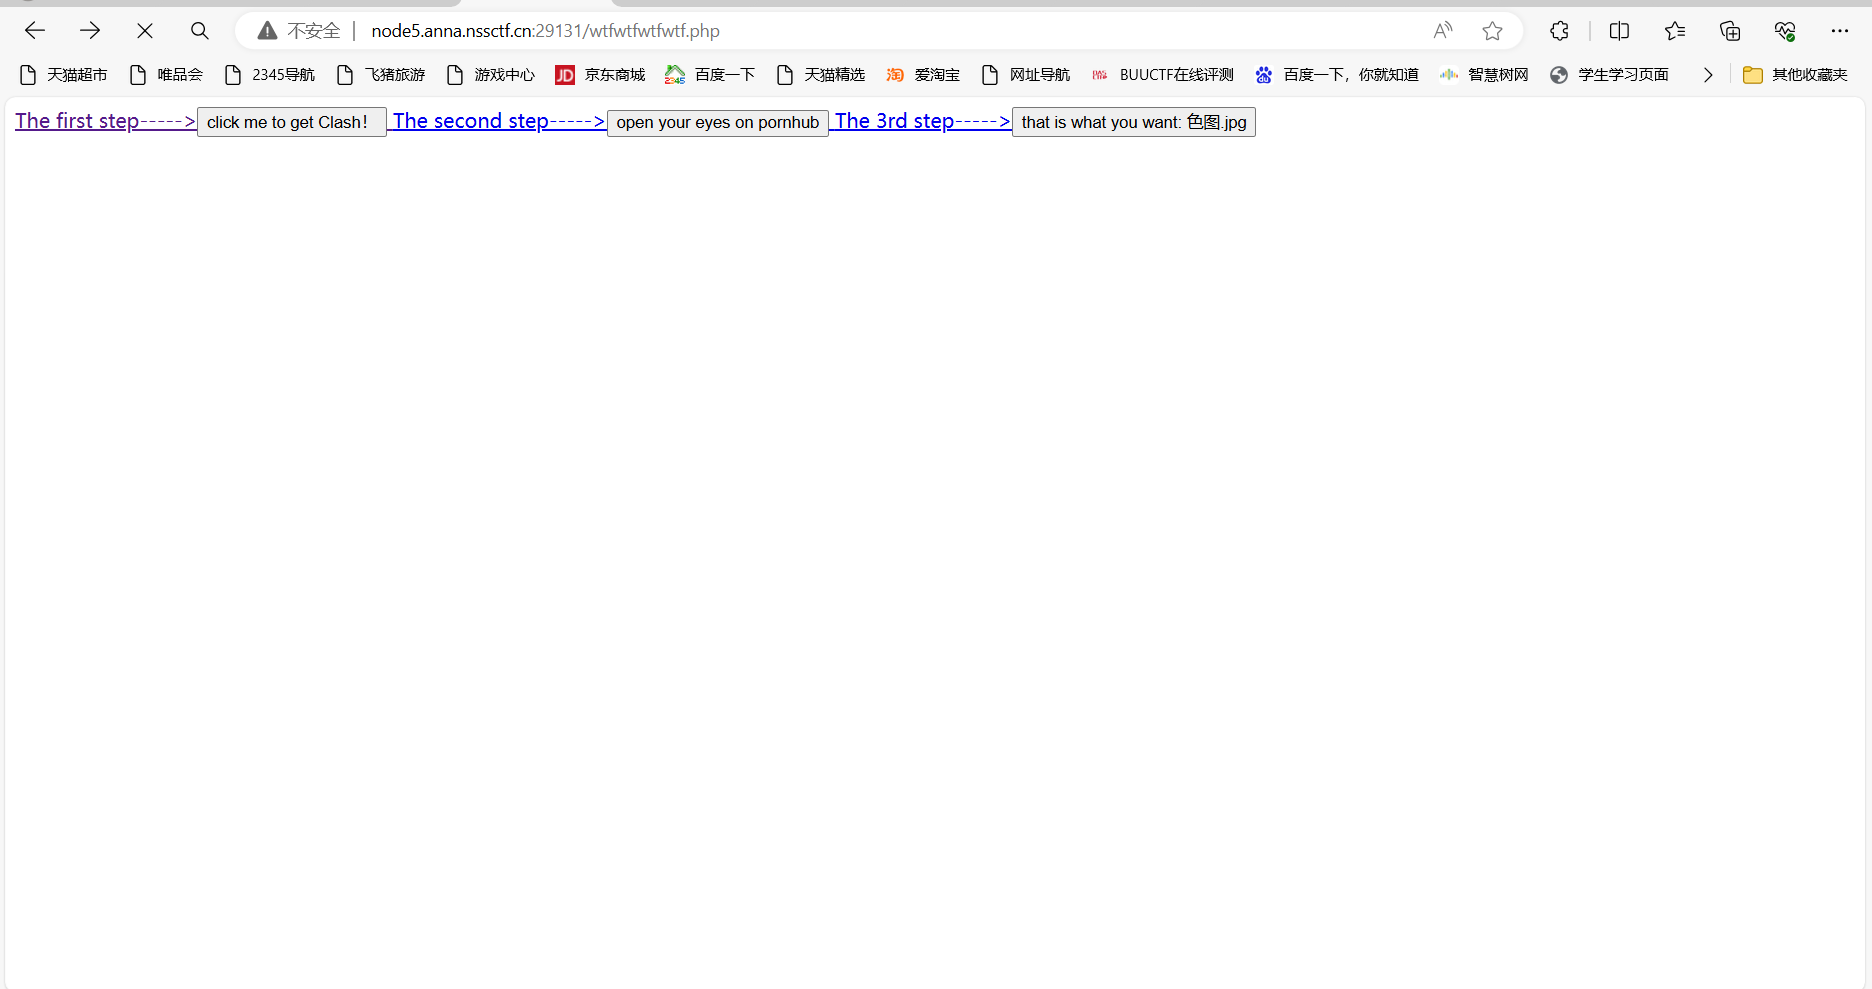 不安全 | node5.anna.nssctf.cn:29131/wtfwtfwtfwtf.php
天猫超市 唯品会 2345导航 飞猪旅游 游戏中心 JD 京东商城 2345 百度一下 天猫精选 淘 爱淘宝 网址导航 BUUCTF在线评测 du 百度一下，你就知道 智慧树网 学生学习页面 其他收藏夹
The first step-----> click me to get Clash！ The second step-----> open your eyes on pornhub The 3rd step-----> that is what you want: 色图.jpg